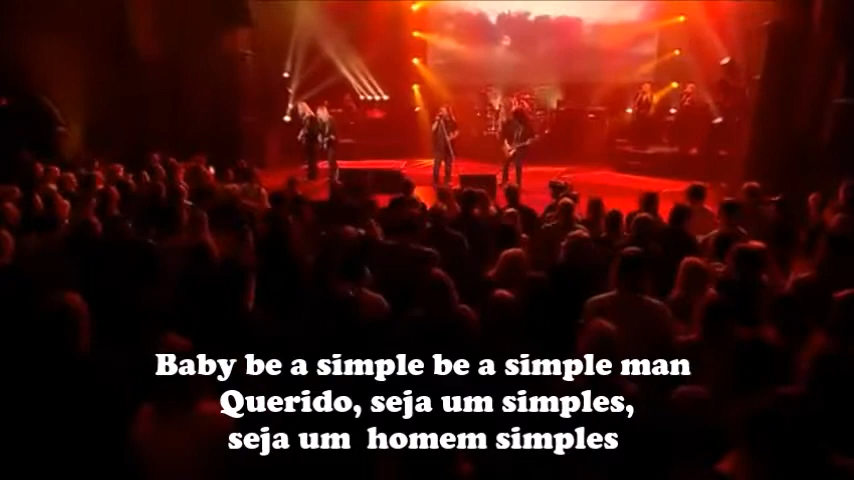 Baby be a simple be a simple man
Querido, seja um simples,
seja um homem simples